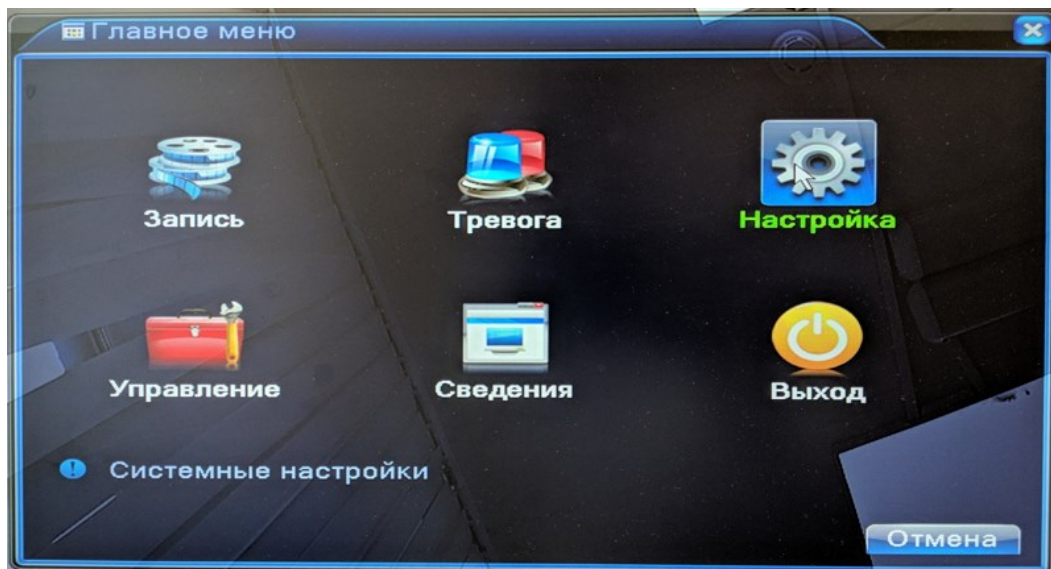 Главное меню
Запись
Тревога
Настройка
Управление
Сведения
Выход
Системные настройки
Отмена